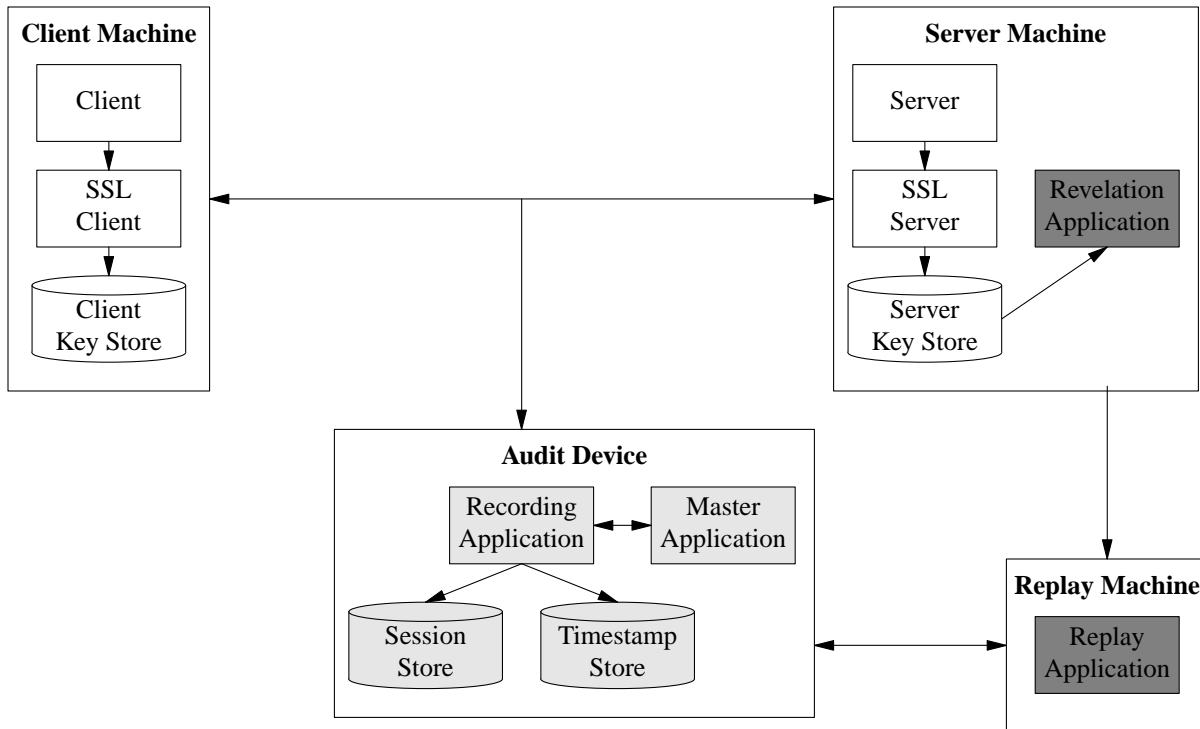 Client Machine
Client
SSL
Client
Client
Key Store
Server Machine
Server
SSL
Server
Server
Key Store
Revelation
Application
Audit Device
Recording
Application
Master
Application
Session
Store
Timestamp
Store
Replay Machine
Replay
Application